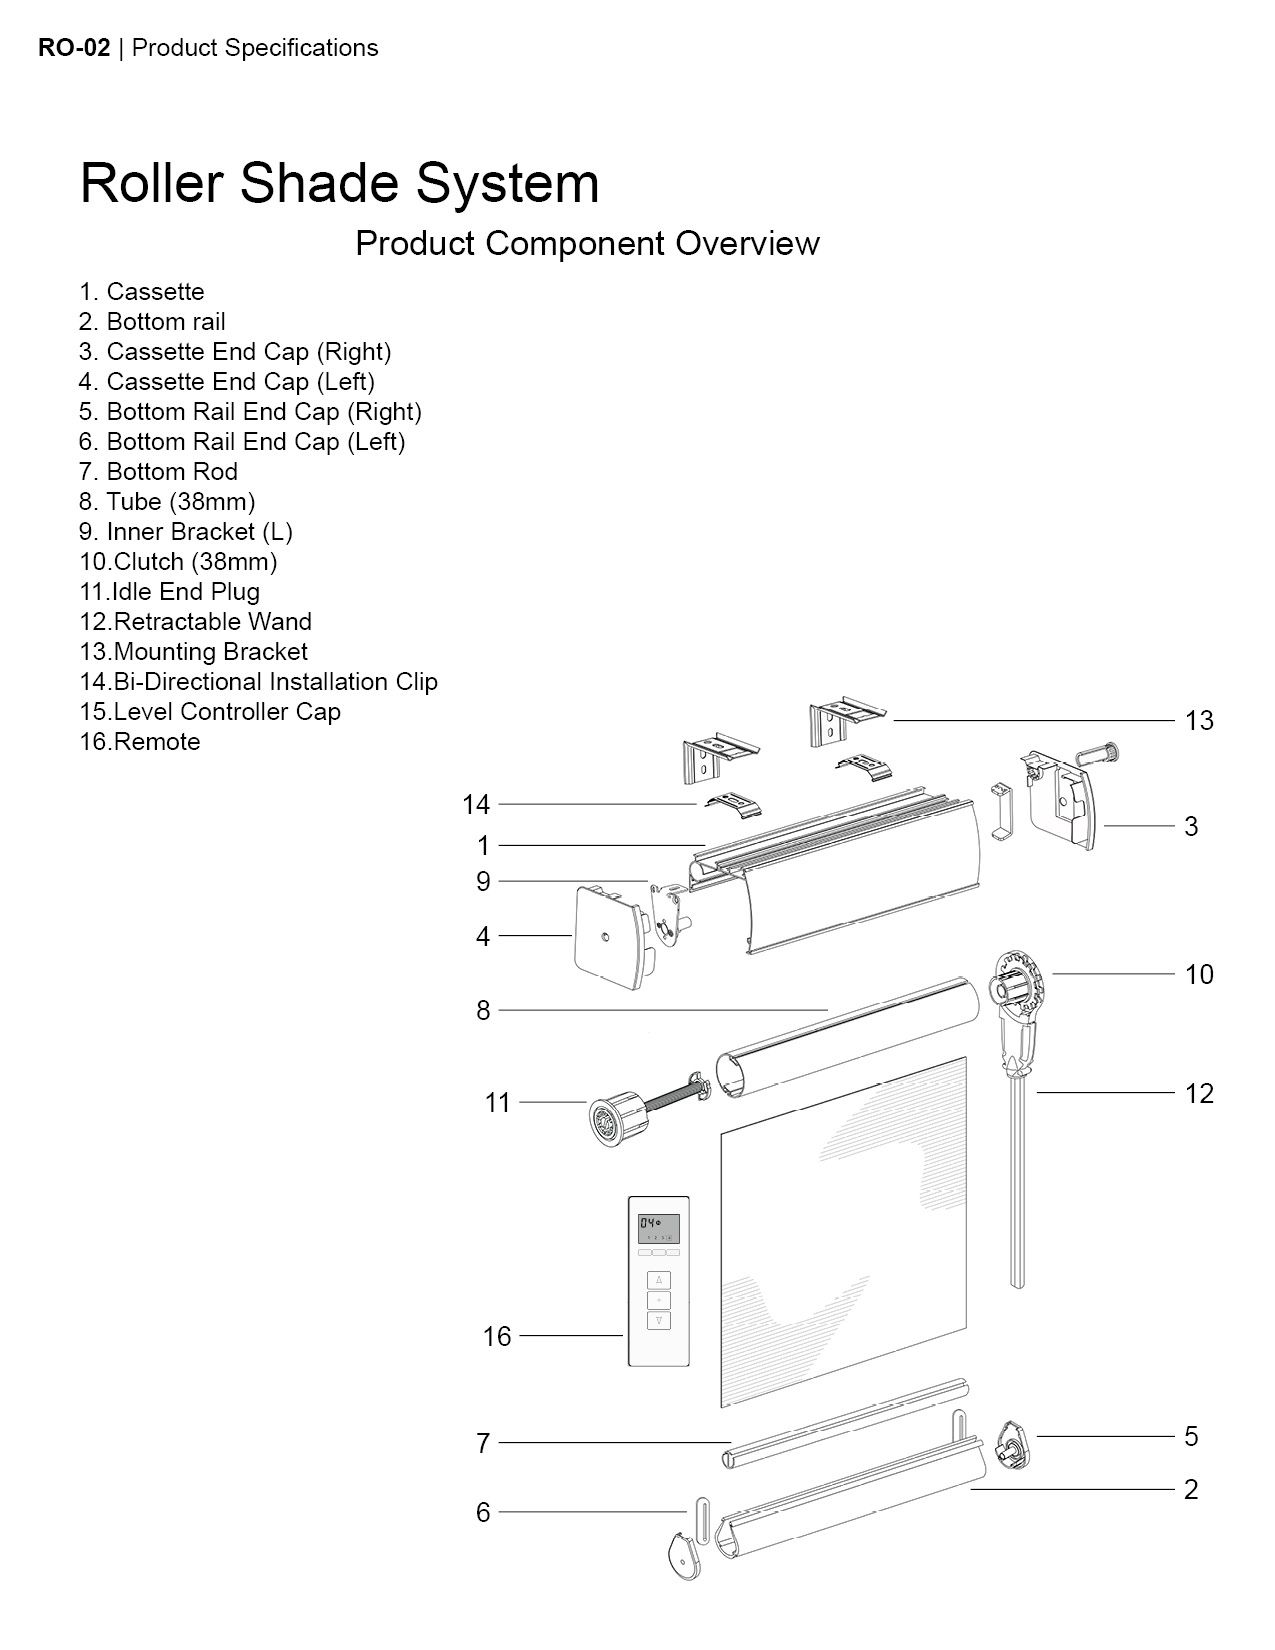 RO-02 | Product Specifications
Roller Shade System
Product Component Overview
1. Cassette
2. Bottom rail
3. Cassette End Cap (Right)
4. Cassette End Cap (Left)
5. Bottom Rail End Cap (Right)
6. Bottom Rail End Cap (Left)
7. Bottom Rod
8. Tube (38mm)
9. Inner Bracket (L)
10.Clutch (38mm)
11.Idle End Plug
12.Retractable Wand
13.Mounting Bracket
14.Bi-Directional Installation Clip
15.Level Controller Cap
16.Remote
13
14
3
1
9
4
10
8
12
11
04
1 2 3 4
16
5
7
2
6